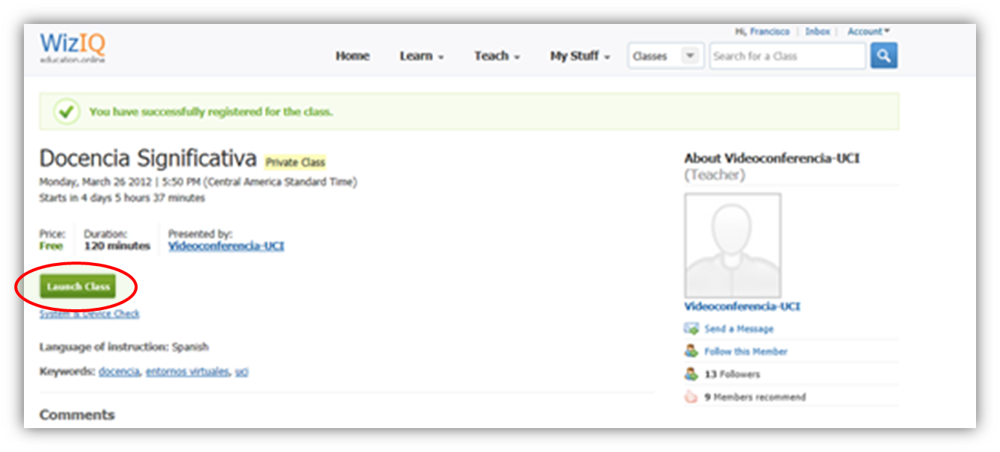 Hi, Francisco | Inbox | Account
WizIQ
education.online
Home Learn Teach My Stuff Classes Search for a Class
You have successfully registered for the class.
Docencia Significativa Private Class
Monday, March 26 2012 | 5:50 PM (Central America Standard Time)
Starts in 4 days 5 hours 37 minutes
Price: Duration: Presented by:
Free 120 minutes Videoconferencia-UCI
Launch Class
System & Device Check
Language of instruction: Spanish
Keywords: docencia, entornos virtuales, uci
Comments
About Videoconferencia-UCI
(Teacher)
Videoconferencia-UCI
Send a Message
Follow this Member
13 Followers
9 Members recommend